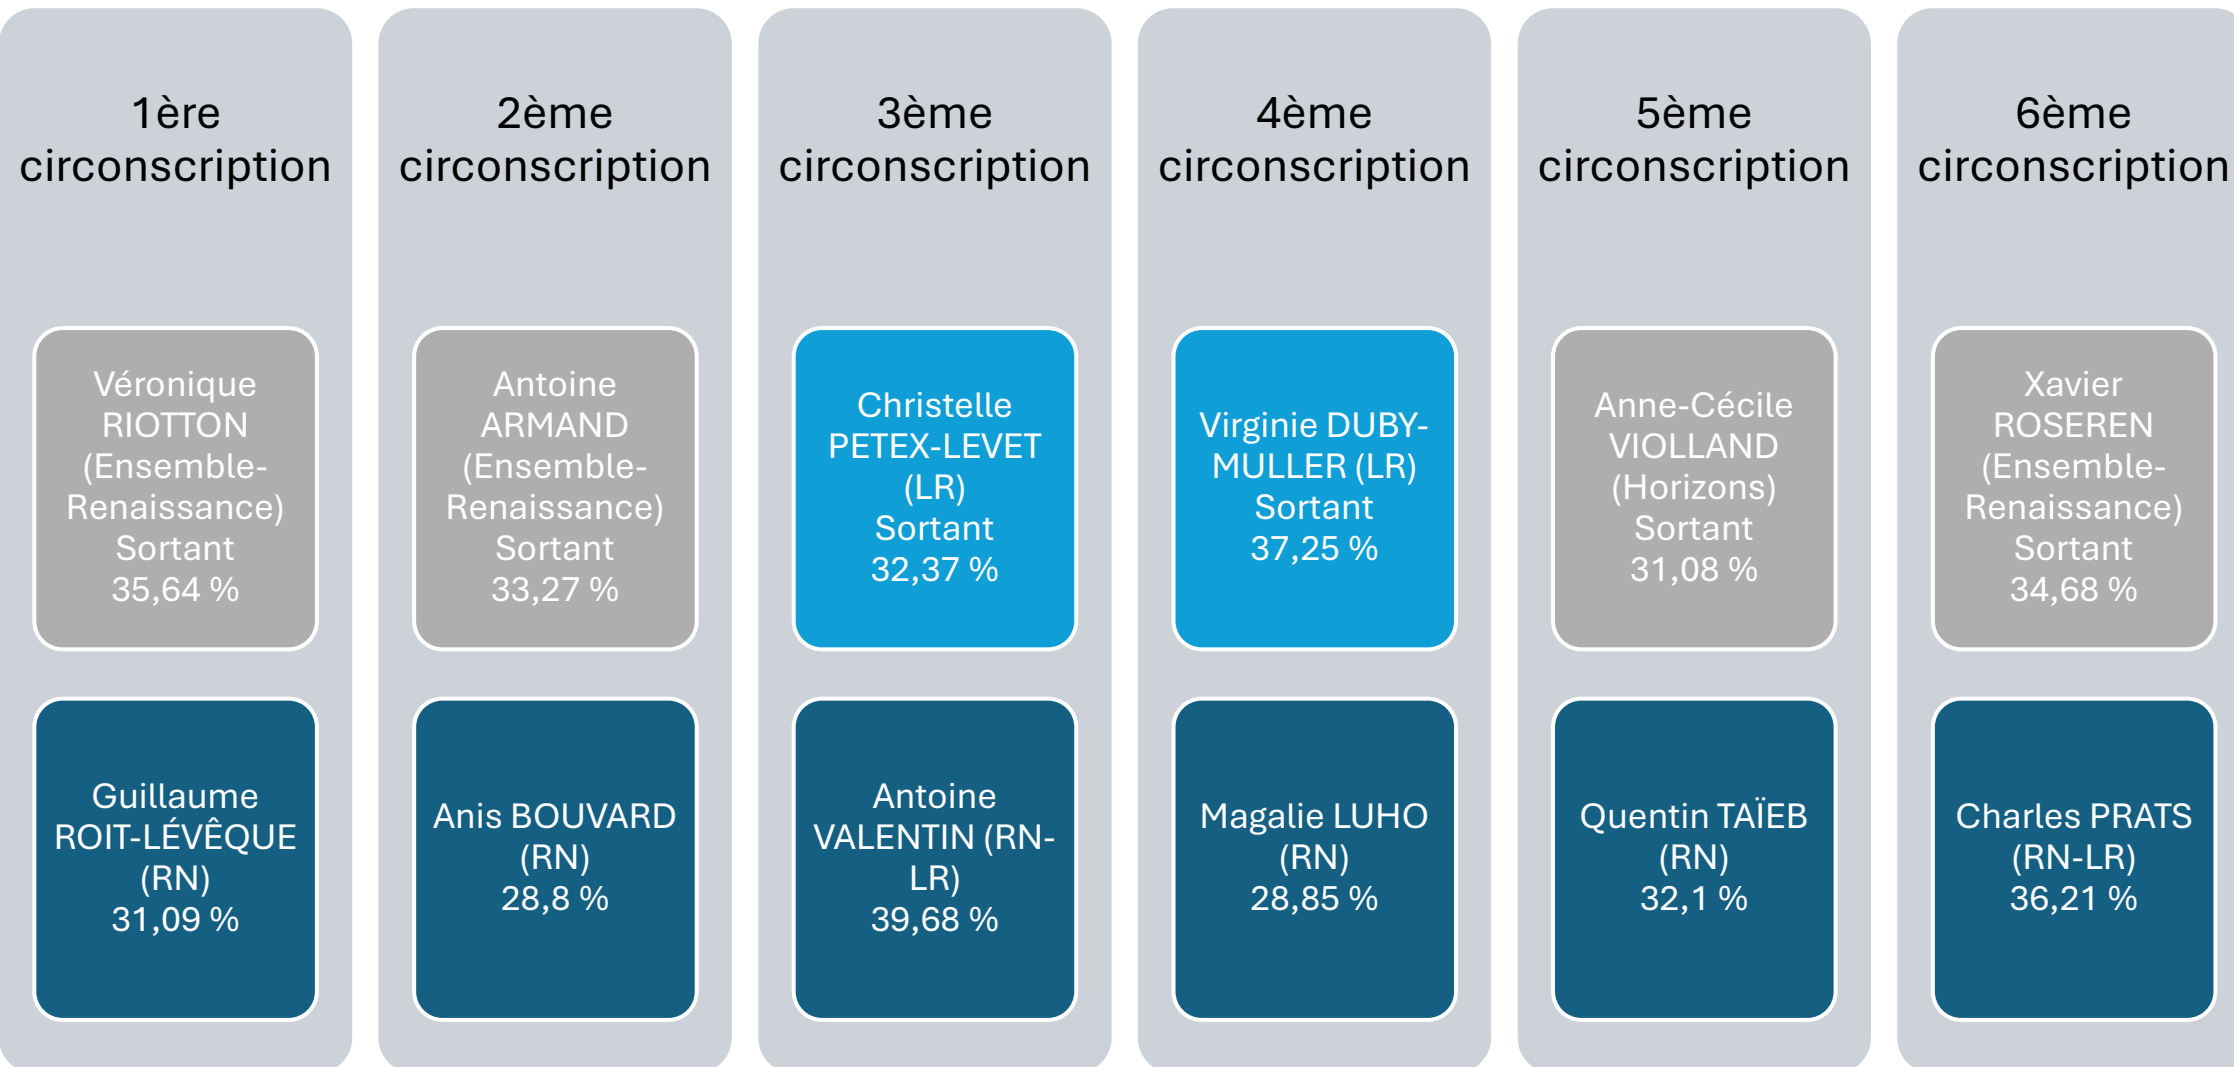 1ère
circonscription
Véronique
RIOTTON
(Ensemble-
Renaissance)
Sortant
35,64 %
Guillaume
ROIT-LÉVÊQUE
(RN)
31,09 %
2ème
circonscription
Antoine
ARMAND
(Ensemble-
Renaissance)
Sortant
33,27 %
Anis BOUVARD
(RN)
28,8 %
3ème
circonscription
Christelle
PETEX-LEVET
(LR)
Sortant
32,37 %
Antoine
VALENTIN (RN-
LR)
39,68 %
4ème
circonscription
Virginie DUBY-
MULLER (LR)
Sortant
37,25 %
Magalie LUHO
(RN)
28,85 %
5ème
circonscription
Anne-Cécile
VIOLLAND
(Horizons)
Sortant
31,08 %
Quentin TAÏEB
(RN)
32,1 %
6ème
circonscription
Xavier
ROSEREN
(Ensemble-
Renaissance)
Sortant
34,68 %
Charles PRATS
(RN-LR)
36,21 %